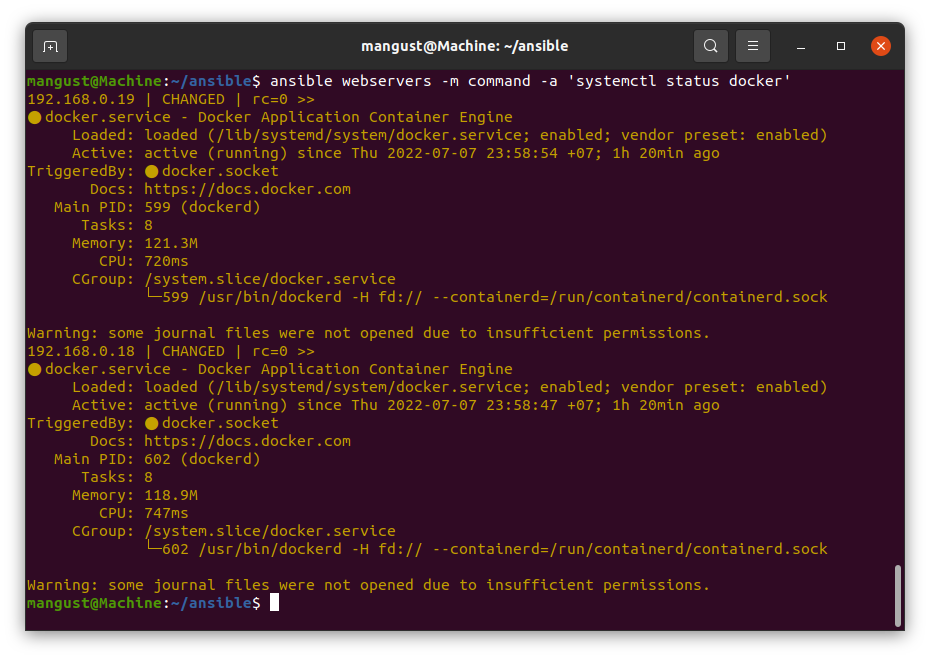 mangust@Machine: ~/ansible
mangust@Machine:~/ansible$ ansible webservers -m command -a 'systemctl status docker'
192.168.0.19 | CHANGED | rc=0 >>
● docker.service - Docker Application Container Engine
     Loaded: loaded (/lib/systemd/system/docker.service; enabled; vendor preset: enabled)
     Active: active (running) since Thu 2022-07-07 23:58:54 +07; 1h 20min ago
TriggeredBy: ● docker.socket
       Docs: https://docs.docker.com
   Main PID: 599 (dockerd)
      Tasks: 8
     Memory: 121.3M
        CPU: 720ms
     CGroup: /system.slice/docker.service
             └─599 /usr/bin/dockerd -H fd:// --containerd=/run/containerd/containerd.sock
Warning: some journal files were not opened due to insufficient permissions.
192.168.0.18 | CHANGED | rc=0 >>
● docker.service - Docker Application Container Engine
     Loaded: loaded (/lib/systemd/system/docker.service; enabled; vendor preset: enabled)
     Active: active (running) since Thu 2022-07-07 23:58:47 +07; 1h 20min ago
TriggeredBy: ● docker.socket
       Docs: https://docs.docker.com
   Main PID: 602 (dockerd)
      Tasks: 8
     Memory: 118.9M
        CPU: 747ms
     CGroup: /system.slice/docker.service
             └─602 /usr/bin/dockerd -H fd:// --containerd=/run/containerd/containerd.sock
Warning: some journal files were not opened due to insufficient permissions.
mangust@Machine:~/ansible$